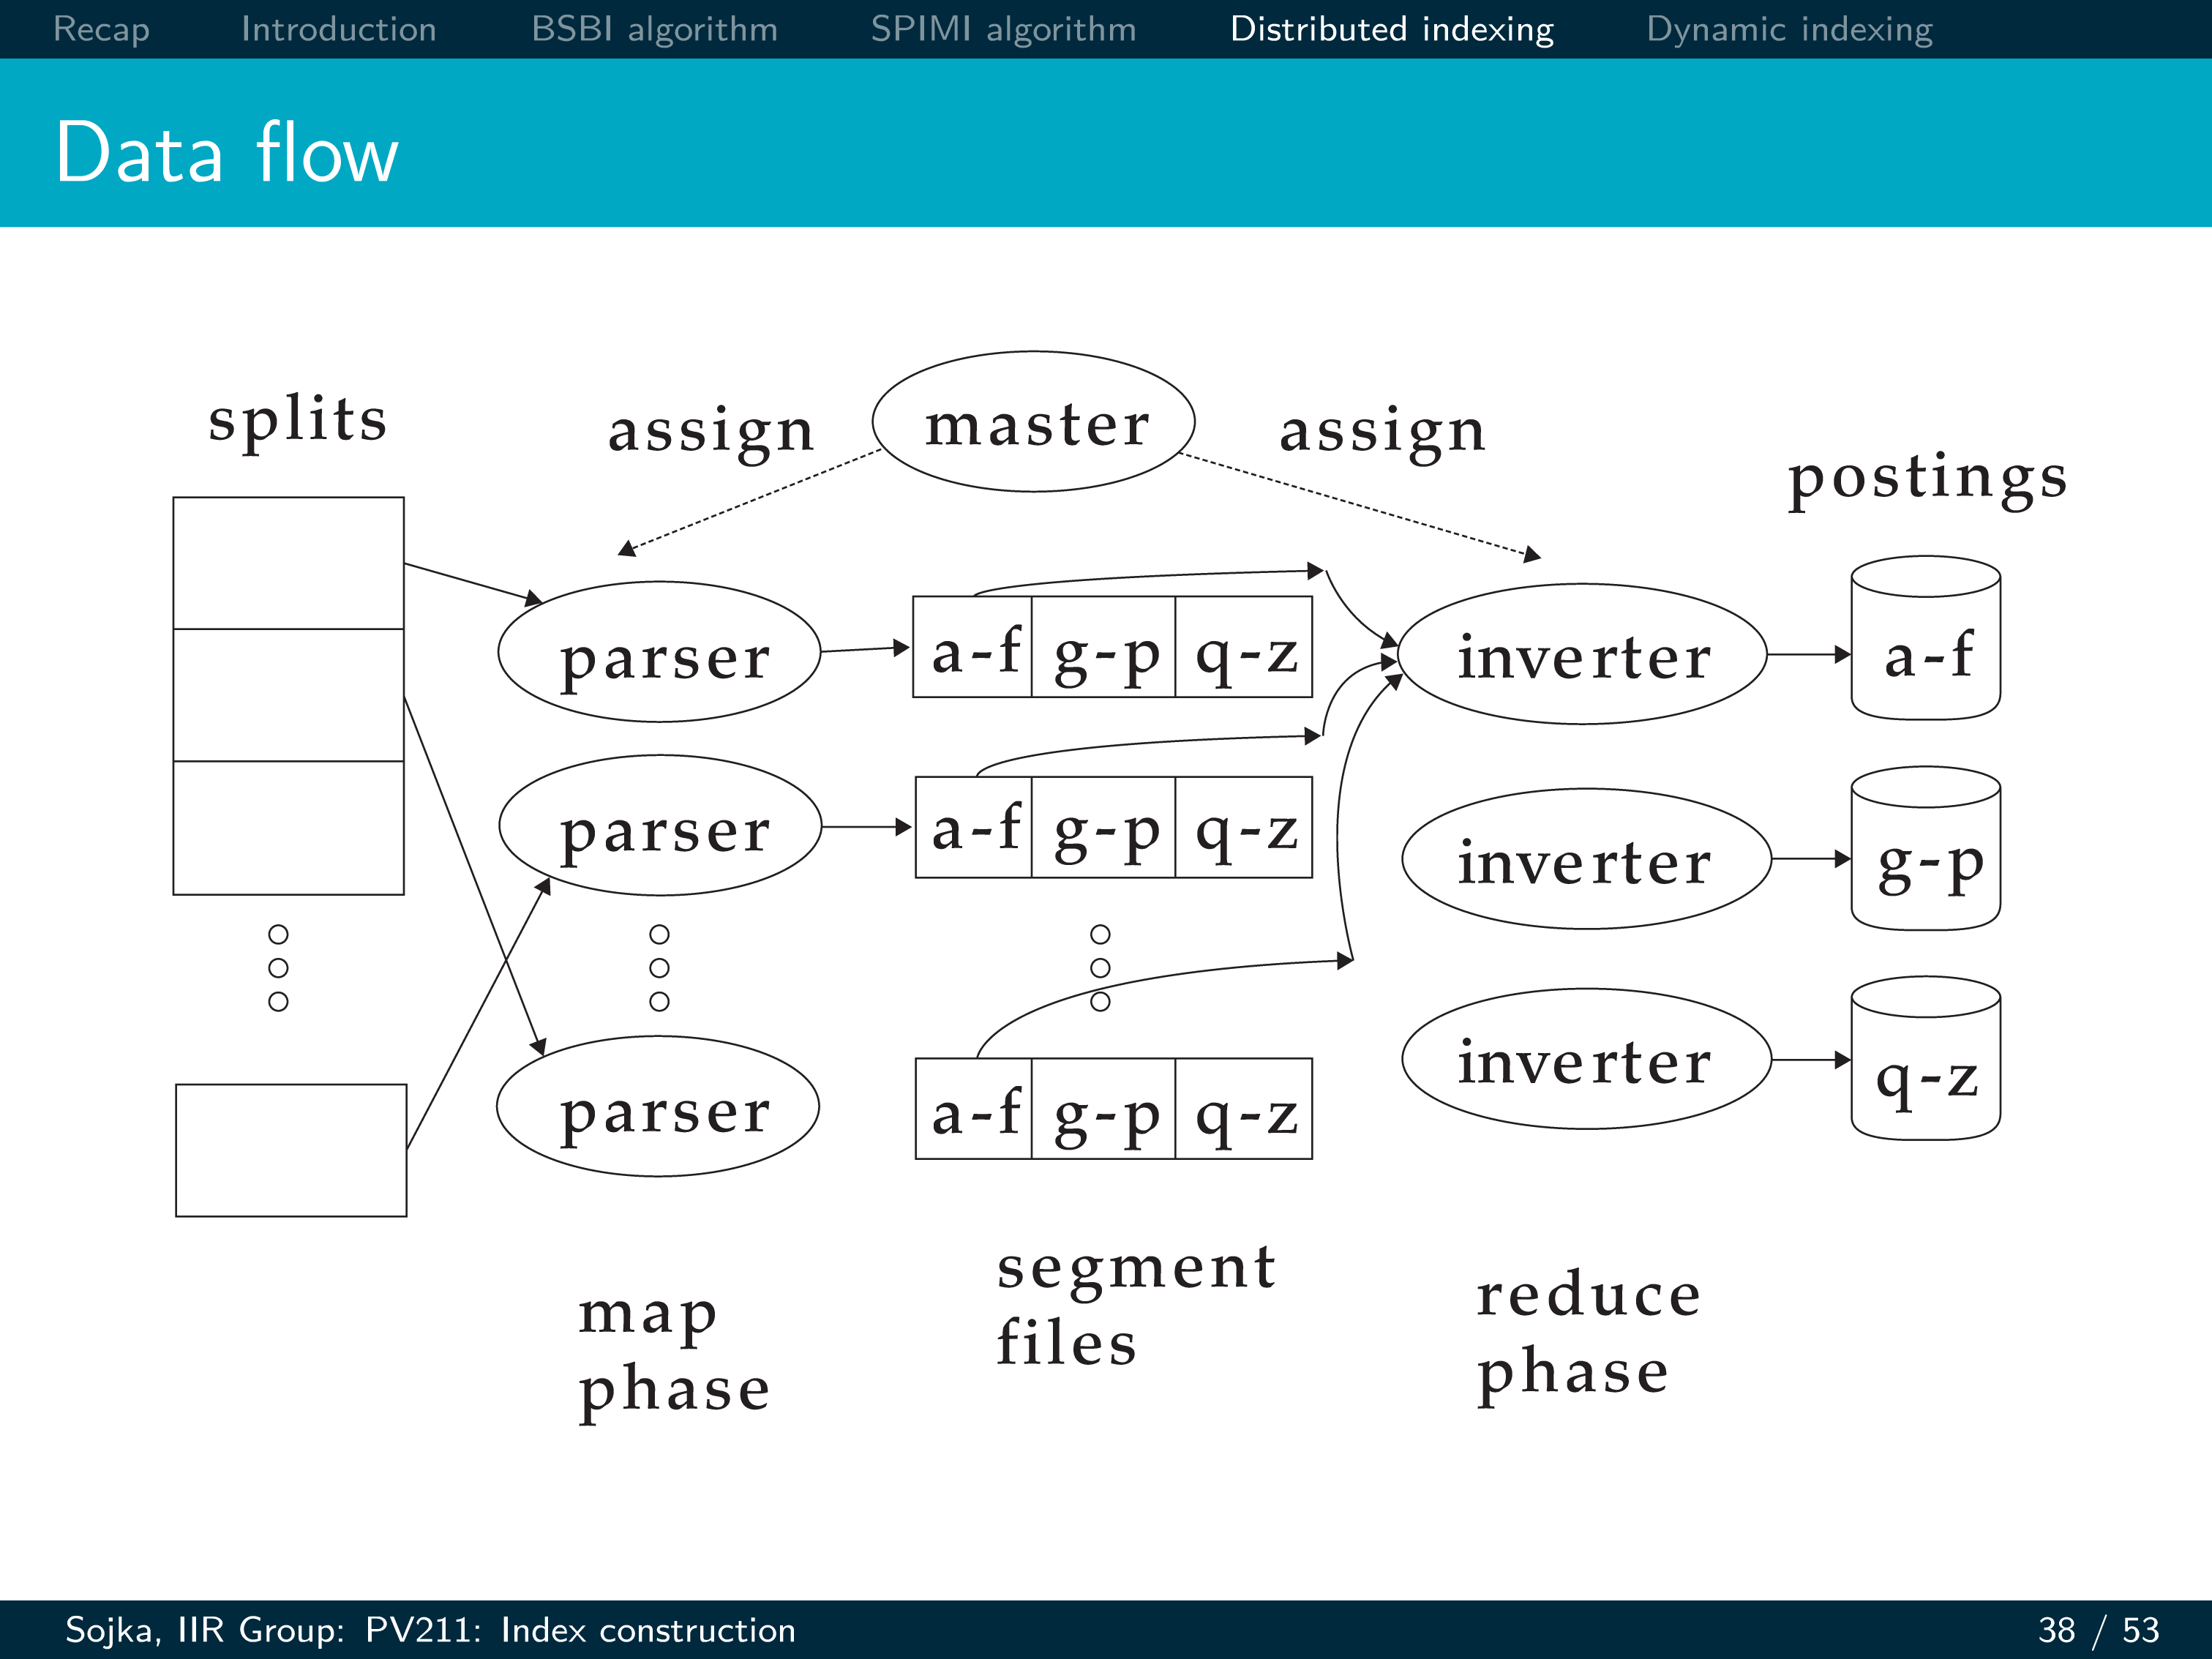 Recap Introduction BSBI algorithm SPIMI algorithm Distributed indexing Dynamic indexing
Data flow
splits
assign
master
assign
postings
parser
a-f g-p q-z
inverter
a-f
parser
a-f g-p q-z
inverter
g-p
parser
a-f g-p q-z
inverter
q-z
map
phase
segment
files
reduce
phase
Sojka, IIR Group: PV211: Index construction
38 / 53